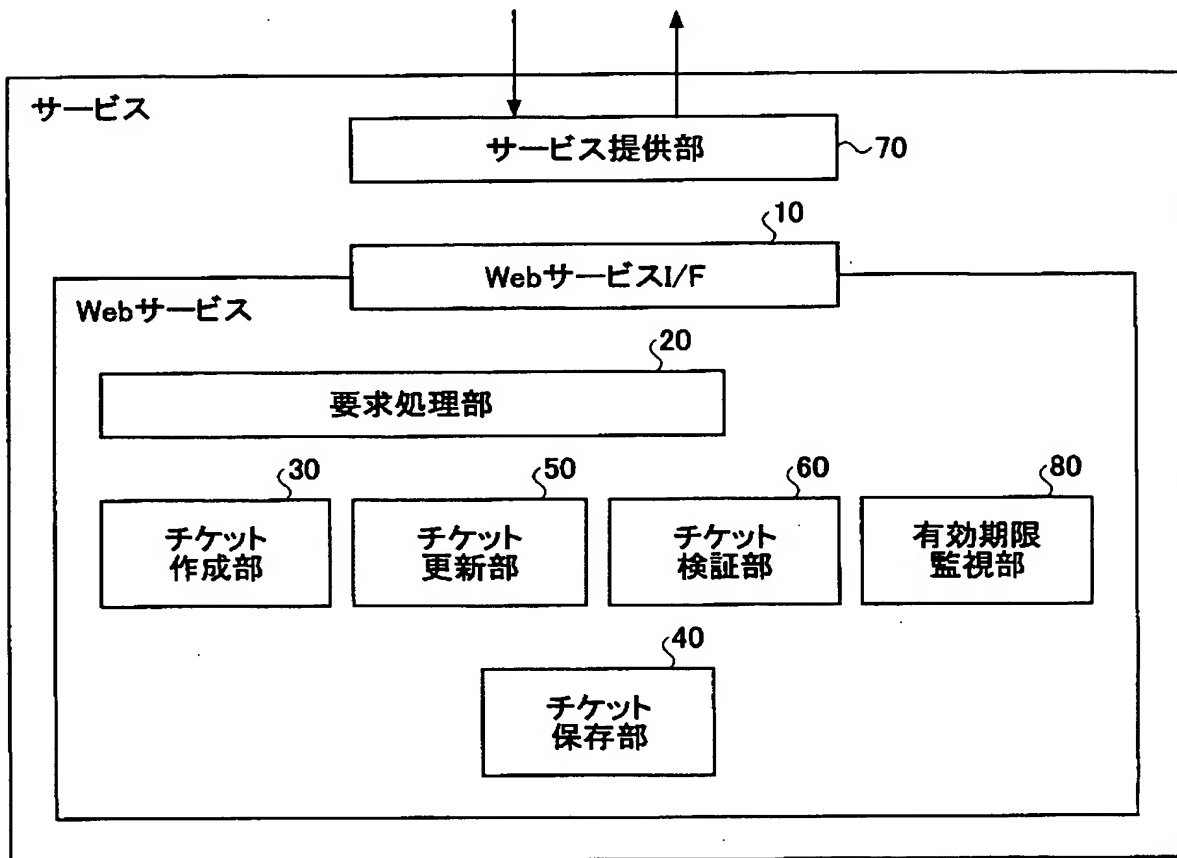 サービス
サービス提供部
70
10
WebサービスI/F
Webサービス
20
要求処理部
30
50
60
80
チケット
作成部
チケット
更新部
チケット
検証部
有効期限
監視部
40
チケット
保存部